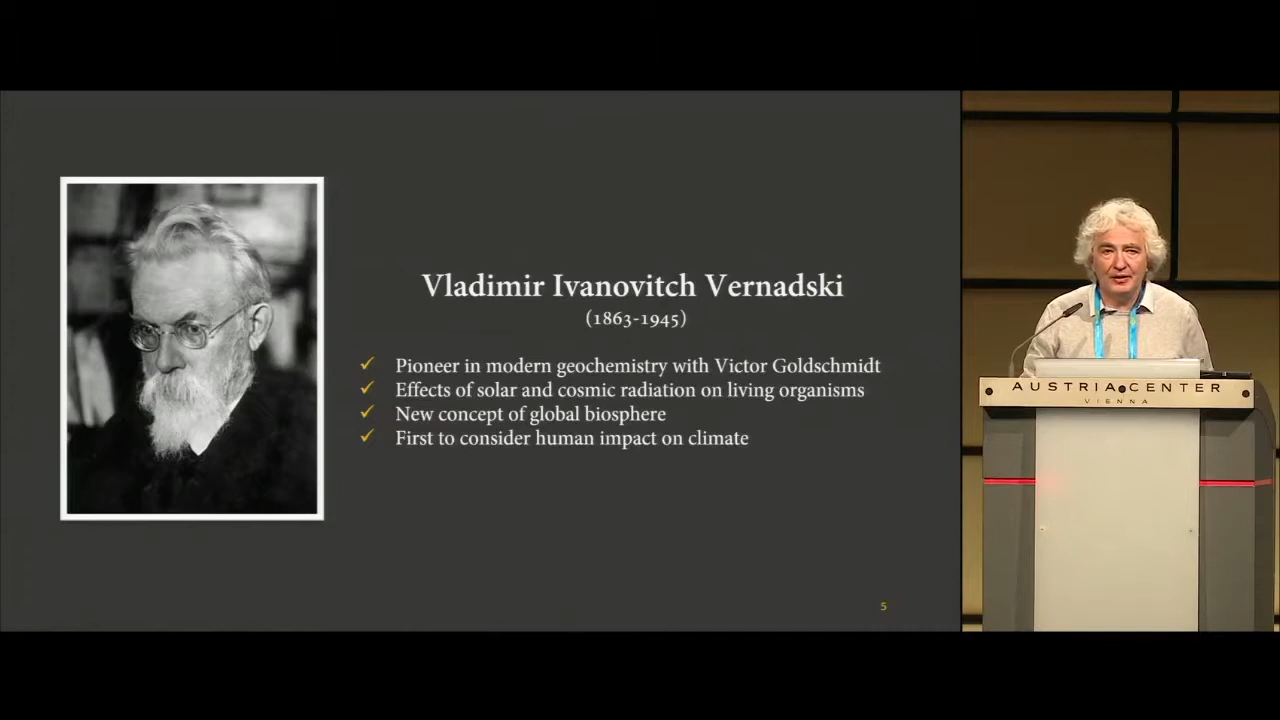 Vladimir Ivanovitch Vernadski
(1863-1945)
✓ Pioneer in modern geochemistry with Victor Goldschmidt
✓ Effects of solar and cosmic radiation on living organisms
✓ New concept of global biosphere
✓ First to consider human impact on climate
5
AUSTRIA CENTER
VIENNA